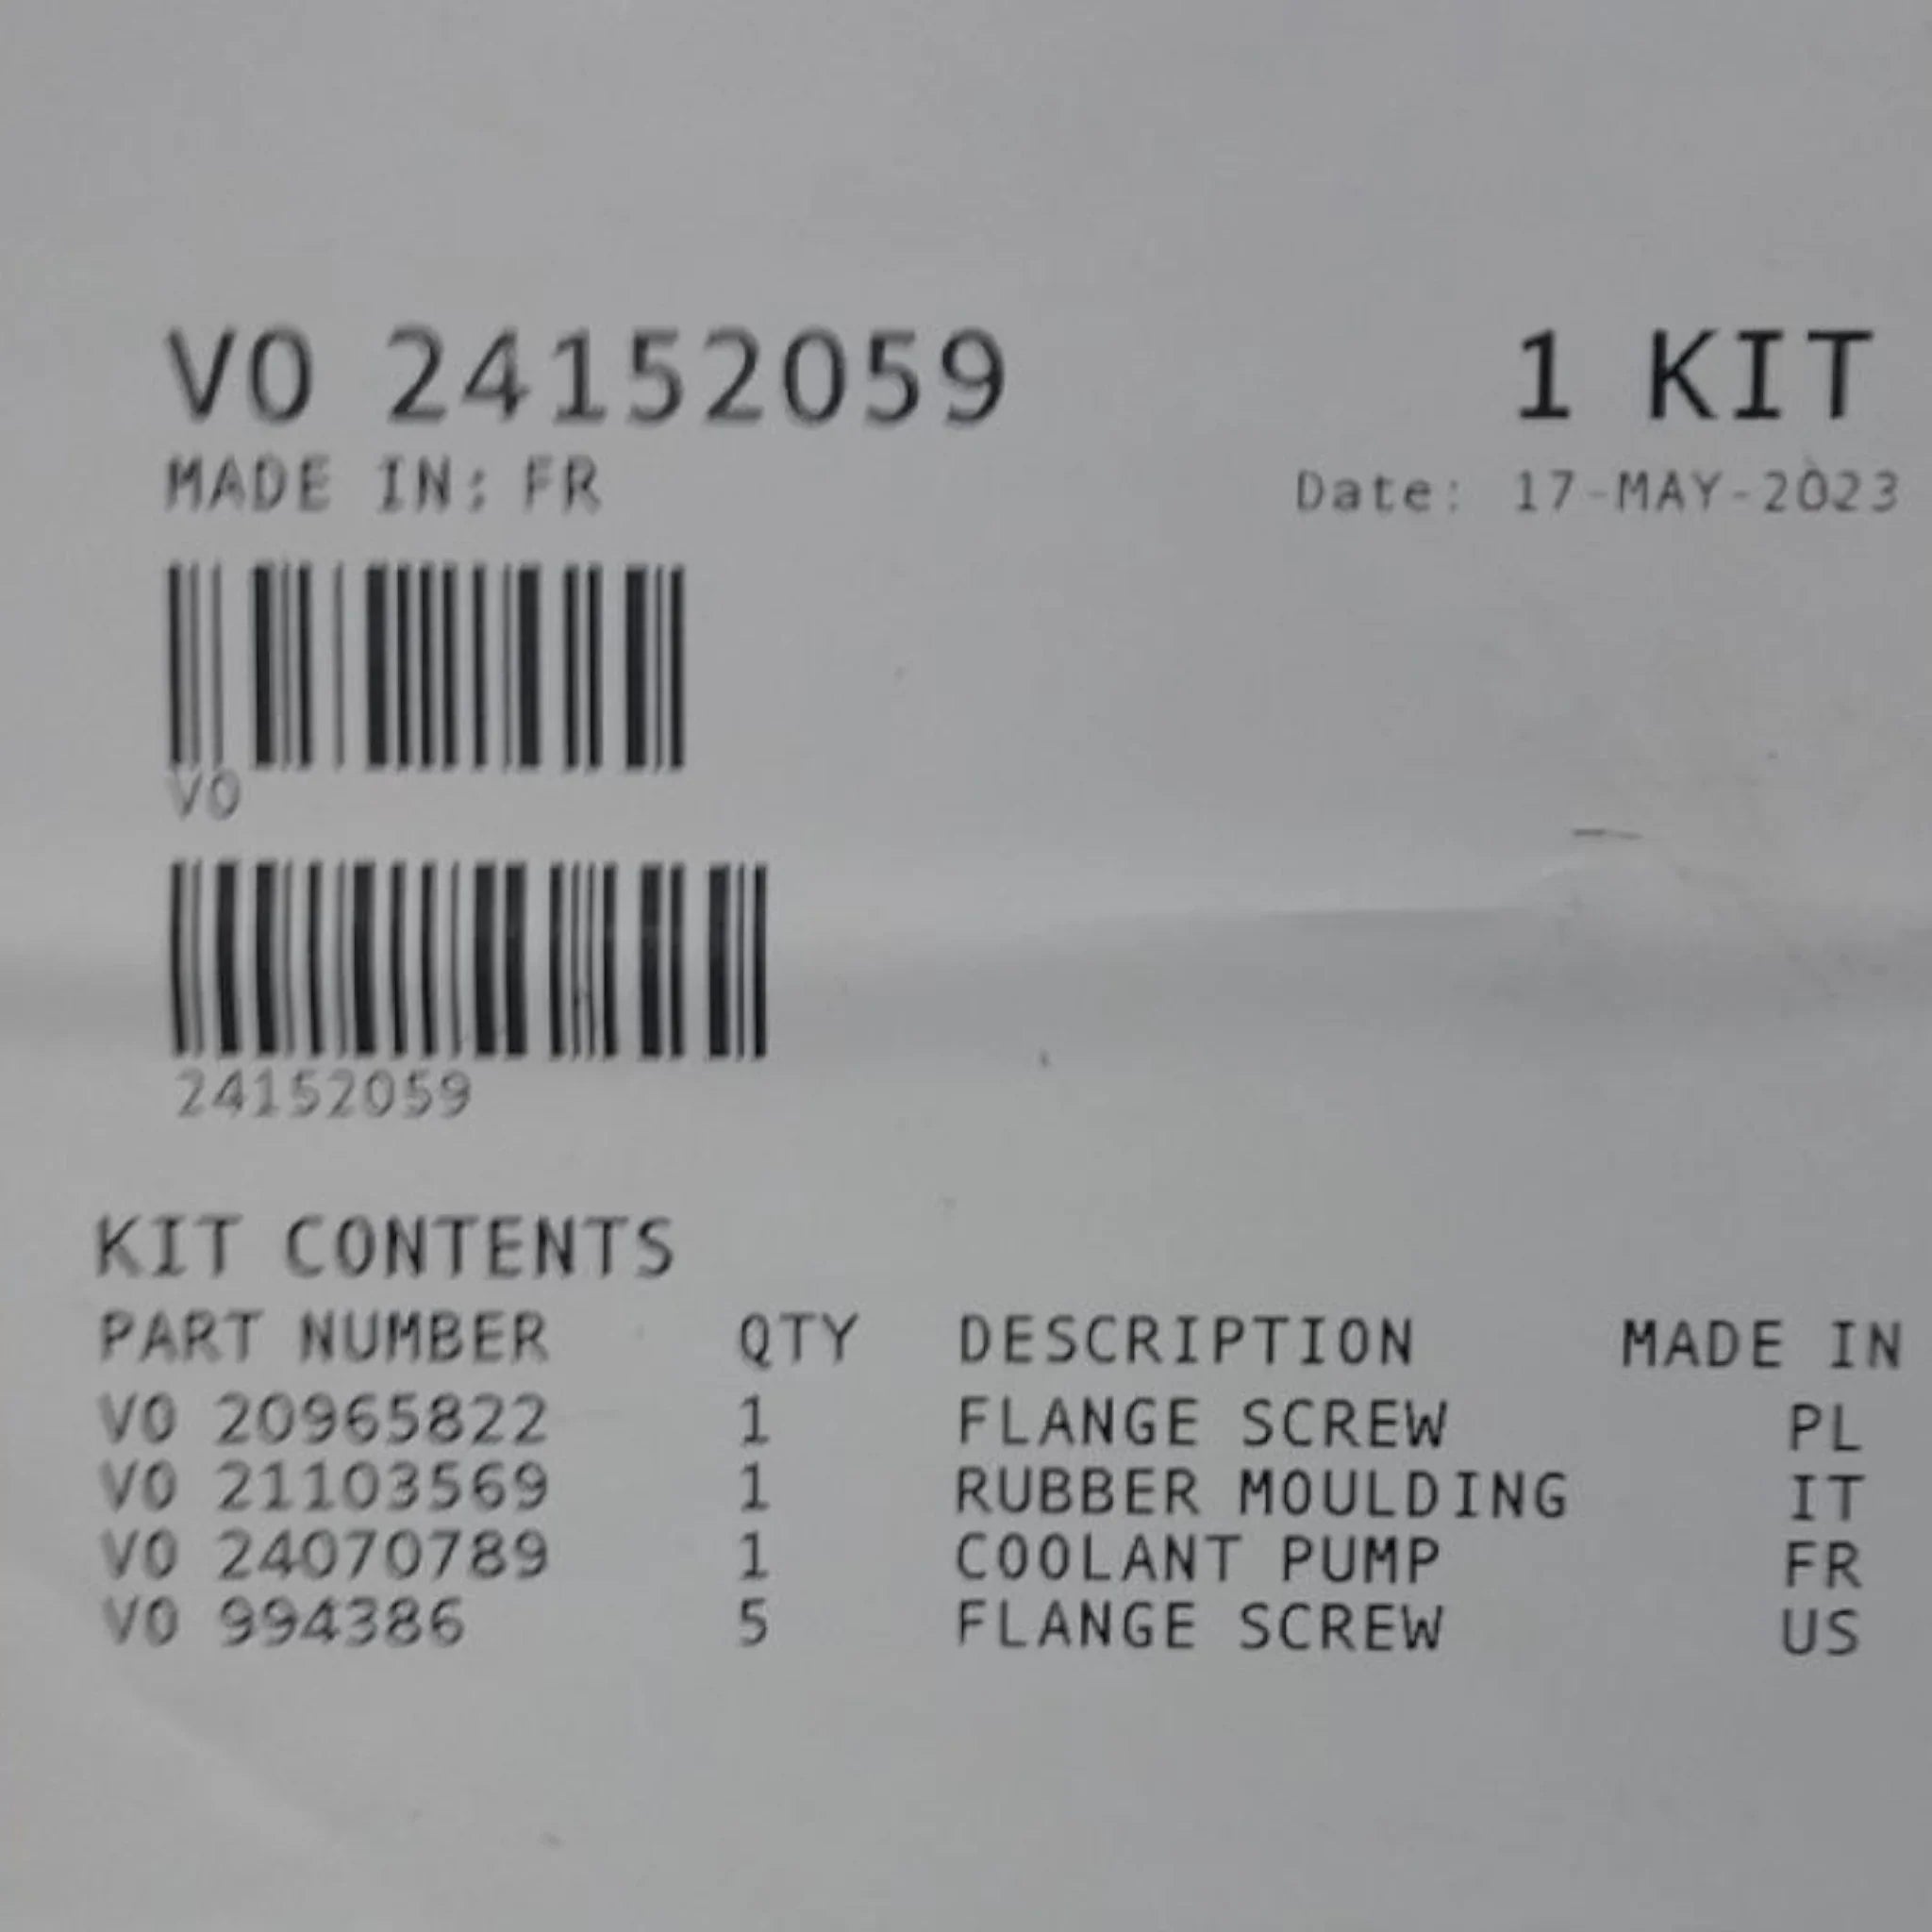 VO 24152059 1 KIT
MADE IN: FR Date: 17-MAY-2023
VO
24152059
KIT CONTENTS
PART NUMBER QTY DESCRIPTION MADE IN
VO 20965822 1 FLANGE SCREW PL
VO 21103569 1 RUBBER MOULDING IT
VO 24070789 1 COOLANT PUMP FR
VO 994386 5 FLANGE SCREW US